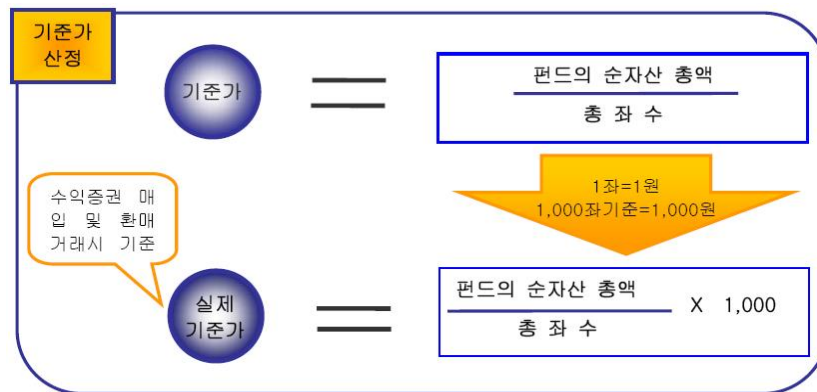 기준가
산정
기준가
펀드의 순자산 총액
총 좌 수
1좌=1원
1,000좌기준=1,000원
수익증권 매
입 및 환매
거래시 기준
실제
기준가
펀드의 순자산 총액
X 1,000
총 좌 수